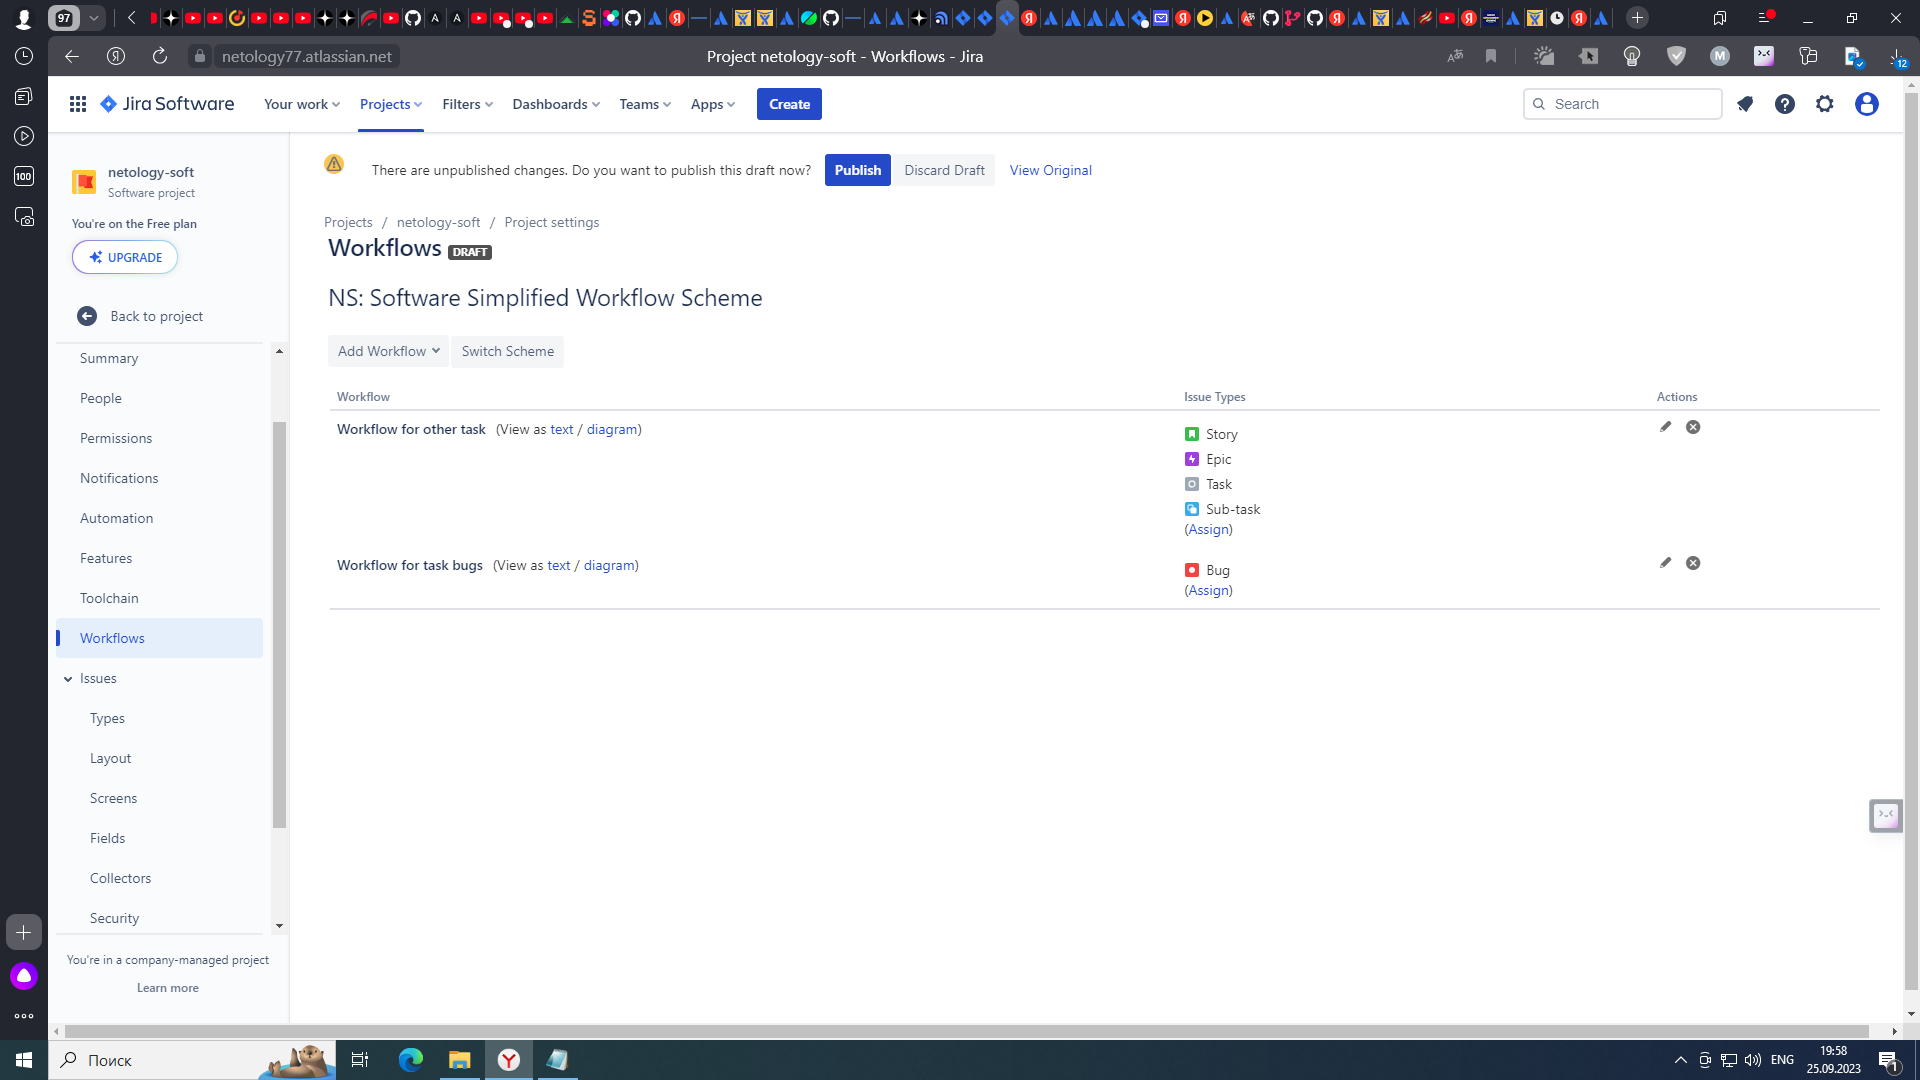 97
netology77.atlassian.net
Project netology-soft - Workflows - Jira
M
12
100
Jira Software
Your work
Projects
Filters
Dashboards
Teams
Apps
Create
Search
netology-soft
Software project
You're on the Free plan
UPGRADE
Back to project
Summary
People
Permissions
Notifications
Automation
Features
Toolchain
Workflows
Issues
Types
Layout
Screens
Fields
Collectors
Security
You're in a company-managed project
Learn more
There are unpublished changes. Do you want to publish this draft now?
Publish
Discard Draft
View Original
Projects / netology-soft / Project settings
Workflows DRAFT
NS: Software Simplified Workflow Scheme
Add Workflow
Switch Scheme
Workflow Issue Types Actions
Workflow for other task (View as text / diagram)
Story
Epic
Task
Sub-task
(Assign)
Workflow for task bugs (View as text / diagram)
Bug
(Assign)
Поиск
ENG
19:58
25.09.2023
1